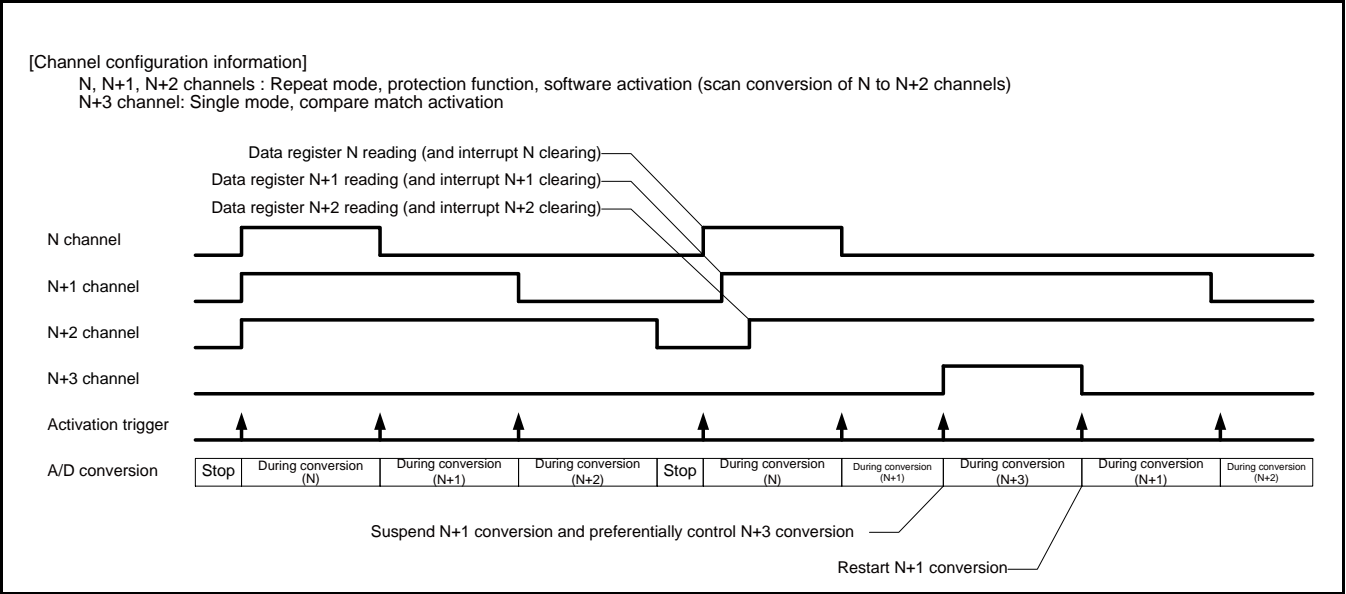 [Channel configuration information]
N, N+1, N+2 channels : Repeat mode, protection function, software activation (scan conversion of N to N+2 channels)
N+3 channel: Single mode, compare match activation
Data register N reading (and interrupt N clearing)
Data register N+1 reading (and interrupt N+1 clearing)
Data register N+2 reading (and interrupt N+2 clearing)
N channel
N+1 channel
N+2 channel
N+3 channel
Activation trigger
A/D conversion
Stop
During conversion
(N)
During conversion
(N+1)
During conversion
(N+2)
Stop
During conversion
(N)
During conversion
(N+1)
During conversion
(N+3)
During conversion
(N+1)
During conversion
(N+2)
Suspend N+1 conversion and preferentially control N+3 conversion
Restart N+1 conversion